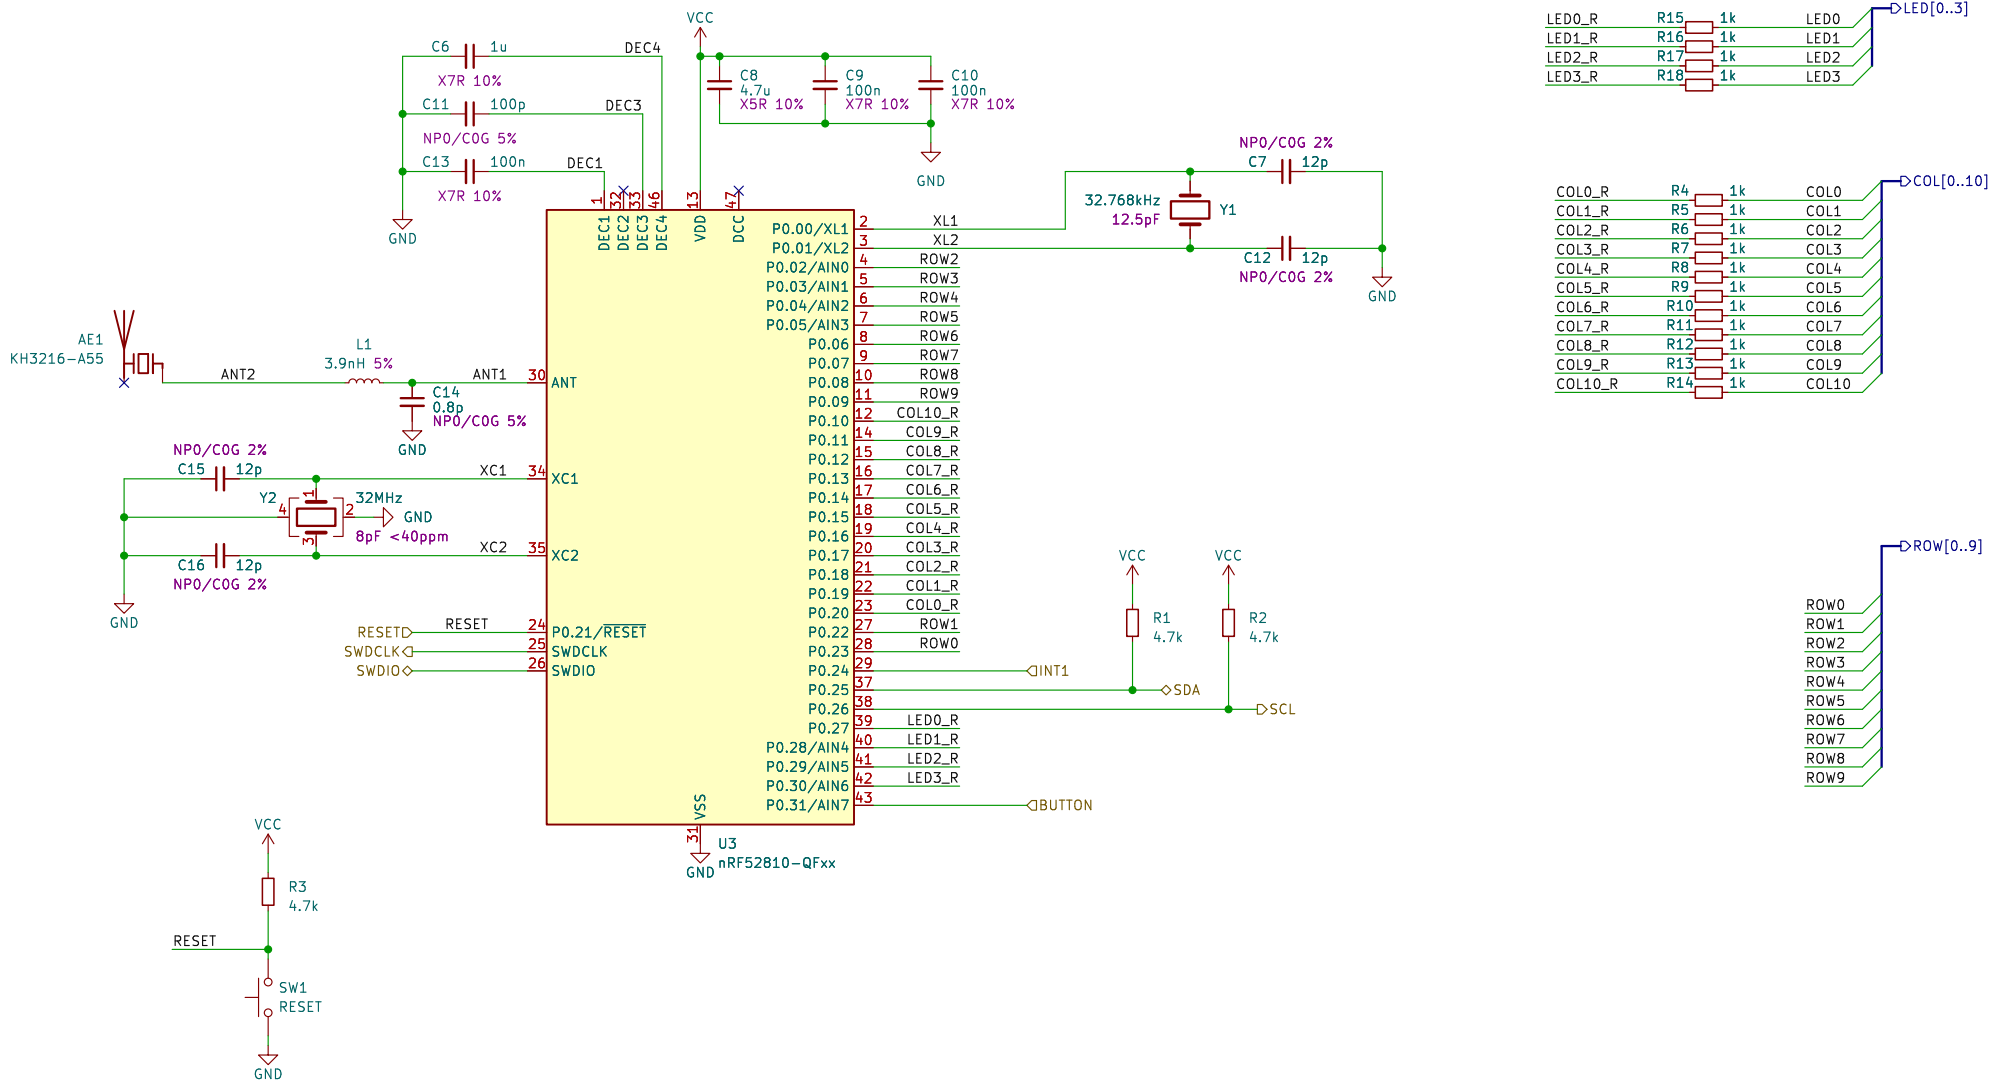 C6 1u
X7R 10%
DEC4
C11 100p
NP0/C0G 5%
DEC3
C13 100n
X7R 10%
DEC1
GND
VCC
C8
4.7u
X5R 10%
C9
100n
X7R 10%
C10
100n
X7R 10%
GND
1 32 33 46 13 47
DEC1 DEC2 DEC3 DEC4 VDD DCC
P0.00/XL1 2 XL1
P0.01/XL2 3 XL2
P0.02/AIN0 4 ROW2
P0.03/AIN1 5 ROW3
P0.04/AIN2 6 ROW4
P0.05/AIN3 7 ROW5
P0.06 8 ROW6
P0.07 9 ROW7
P0.08 10 ROW8
P0.09 11 ROW9
P0.10 12 COL10_R
P0.11 14 COL9_R
P0.12 15 COL8_R
P0.13 16 COL7_R
P0.14 17 COL6_R
P0.15 18 COL5_R
P0.16 19 COL4_R
P0.17 20 COL3_R
P0.18 21 COL2_R
P0.19 22 COL1_R
P0.20 23 COL0_R
P0.22 27 ROW1
P0.23 28 ROW0
P0.24 29 INT1
P0.25 37 SDA
P0.26 38 SCL
P0.27 39 LED0_R
P0.28/AIN4 40 LED1_R
P0.29/AIN5 41 LED2_R
P0.30/AIN6 42 LED3_R
P0.31/AIN7 43 BUTTON
VSS
31
GND
U3
nRF52810-QFxx
AE1
KH3216-A55
ANT2
L1
3.9nH 5%
ANT1 30 ANT
C14
0.8p
NP0/C0G 5%
GND
NP0/C0G 2%
C15 12p
XC1 34 XC1
Y2 32MHz
1
4 2 GND
3
8pF <40ppm
XC2 35 XC2
C16 12p
NP0/C0G 2%
GND
RESET RESET 24 P0.21/RESET
SWDCLK 25 SWDCLK
SWDIO 26 SWDIO
VCC
R3
4.7k
RESET
SW1
RESET
GND
NP0/C0G 2%
C7 12p
32.768kHz
12.5pF
Y1
C12 12p
NP0/C0G 2%
GND
VCC
R1
4.7k
VCC
R2
4.7k
LED[0..3]
LED0_R R15 1k LED0
LED1_R R16 1k LED1
LED2_R R17 1k LED2
LED3_R R18 1k LED3
COL[0..10]
COL0_R R4 1k COL0
COL1_R R5 1k COL1
COL2_R R6 1k COL2
COL3_R R7 1k COL3
COL4_R R8 1k COL4
COL5_R R9 1k COL5
COL6_R R10 1k COL6
COL7_R R11 1k COL7
COL8_R R12 1k COL8
COL9_R R13 1k COL9
COL10_R R14 1k COL10
ROW[0..9]
ROW0
ROW1
ROW2
ROW3
ROW4
ROW5
ROW6
ROW7
ROW8
ROW9